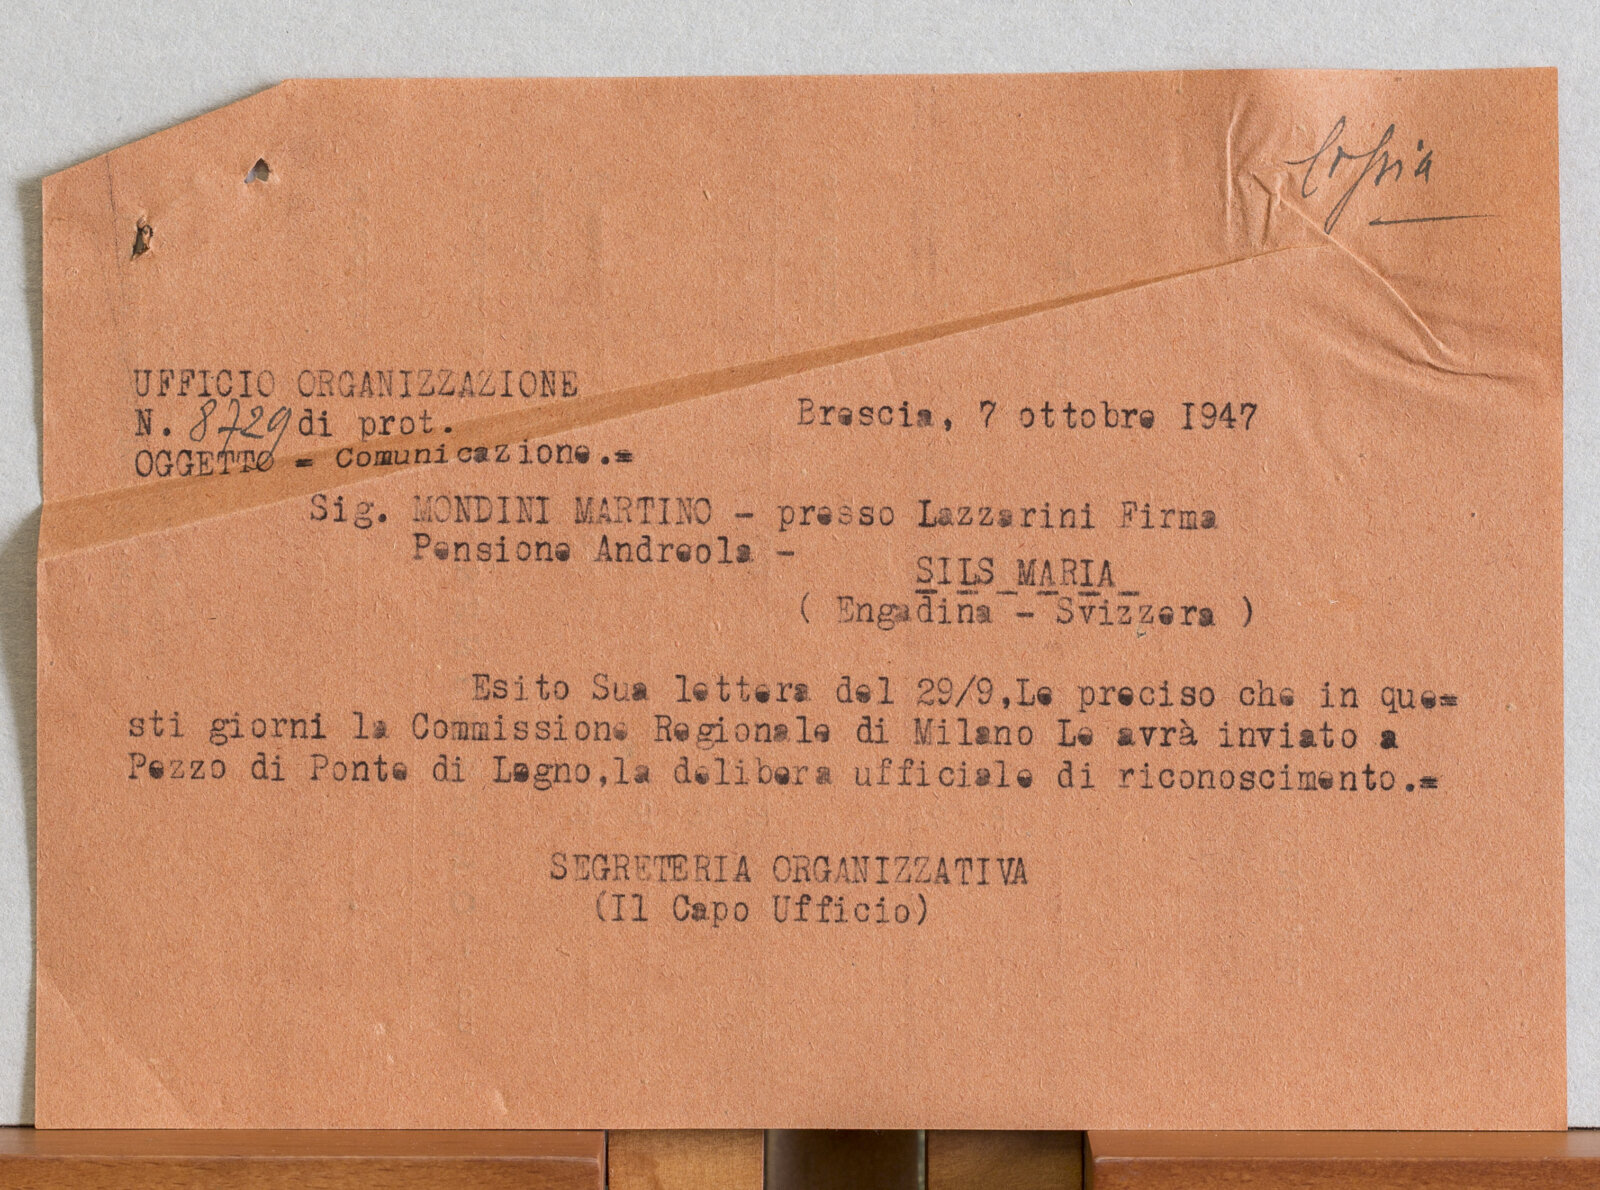 Copia
UFFICIO ORGANIZZAZIONE
N. 8729 di prot.
Brescia, 7 ottobre I947
OGGETTO = Comunicazione.=
Sig. MONDINI MARTINO - presso Lazzarini Firma
Pensione Andreola -
SILS MARIA
( Engadina - Svizzera )
Esito Sua lettera del 29/9,Le preciso che in que=
sti giorni la Commissione Regionale di Milano Le avrà inviato a
Pezzo di Ponte di Legno,la delibera ufficiale di riconoscimento.=
SEGRETERIA ORGANIZZATIVA
(Il Capo Ufficio)